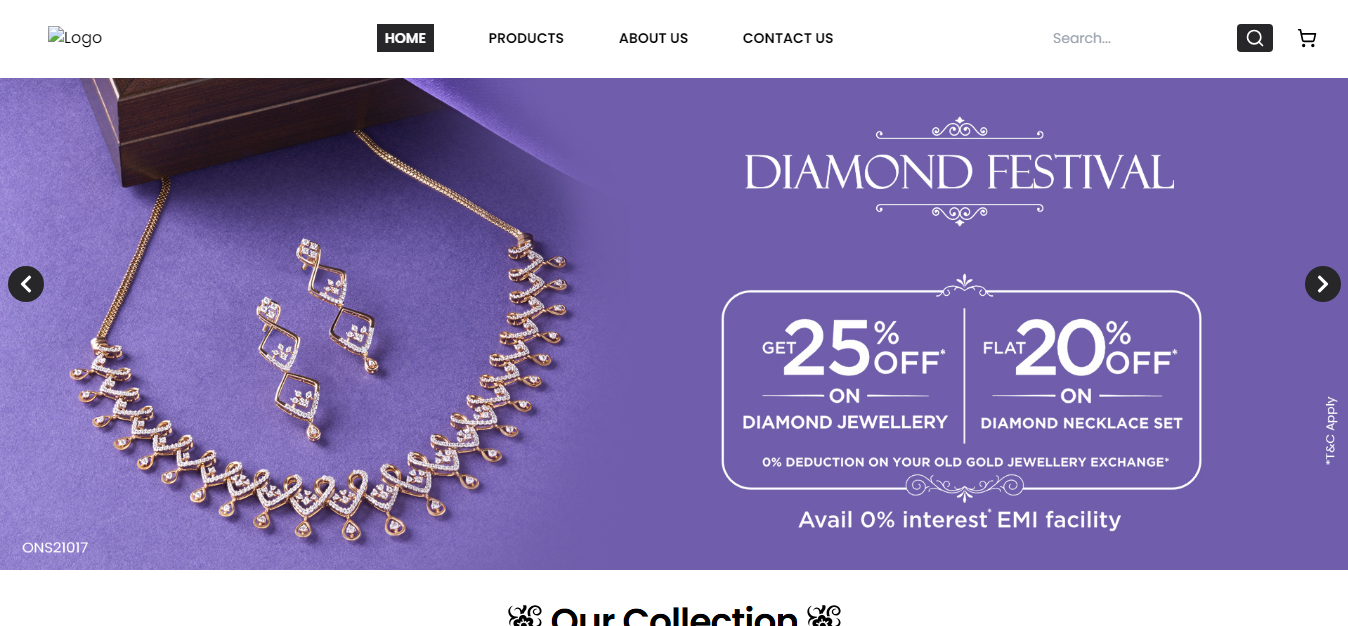 Logo
HOME
PRODUCTS
ABOUT US
CONTACT US
Search...
DIAMOND FESTIVAL
GET 25% OFF*
ON
DIAMOND JEWELLERY
FLAT 20% OFF*
ON
DIAMOND NECKLACE SET
0% DEDUCTION ON YOUR OLD GOLD JEWELLERY EXCHANGE*
Avail 0% interest* EMI facility
*T&C Apply
ONS21017
Our Collection